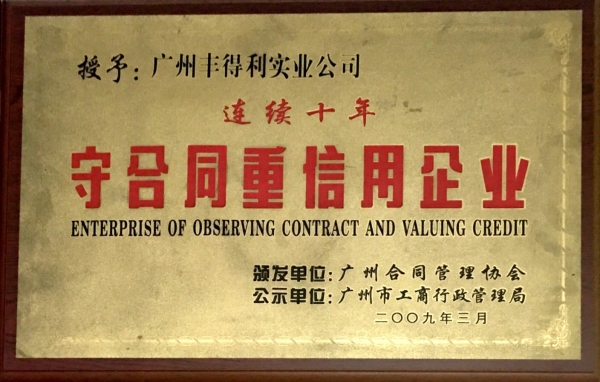 授予：广州丰得利实业公司
连续十年
守合同重信用企业
ENTERPRISE OF OBSERVING CONTRACT AND VALUING CREDIT
颁发单位：广州合同管理协会
公示单位：广州市工商行政管理局
二〇〇九年三月